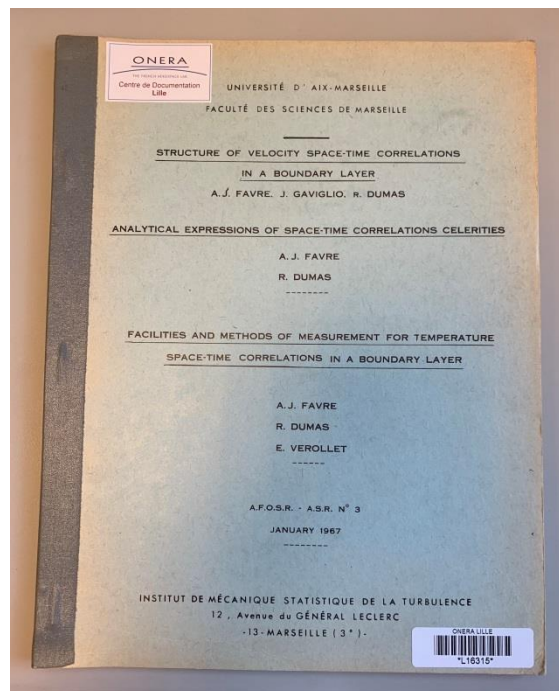 ONERA
THE FRENCH AEROSPACE LAB
Centre de Documentation
Lille
UNIVERSITÉ D'AIX-MARSEILLE
FACULTÉ DES SCIENCES DE MARSEILLE
STRUCTURE OF VELOCITY SPACE-TIME CORRELATIONS
IN A BOUNDARY LAYER
A.J. FAVRE, J. GAVIGLIO, R. DUMAS
ANALYTICAL EXPRESSIONS OF SPACE-TIME CORRELATIONS CELERITIES
A.J. FAVRE
R. DUMAS
FACILITIES AND METHODS OF MEASUREMENT FOR TEMPERATURE
SPACE-TIME CORRELATIONS IN A BOUNDARY LAYER
A.J. FAVRE
R. DUMAS
E. VEROLLET
A.F.O.S.R. - A.S.R. N° 3
JANUARY 1967
INSTITUT DE MÉCANIQUE STATISTIQUE DE LA TURBULENCE
12, Avenue du GÉNÉRAL LECLERC
-13-MARSEILLE (3°)-
ONERA LILLE
*L16315*